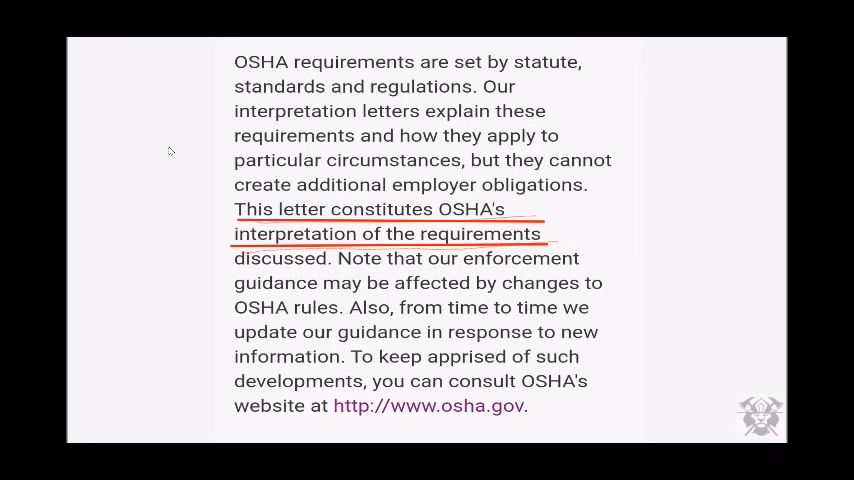 OSHA requirements are set by statute,
standards and regulations. Our
interpretation letters explain these
requirements and how they apply to
particular circumstances, but they cannot
create additional employer obligations.
This letter constitutes OSHA's
interpretation of the requirements
discussed. Note that our enforcement
guidance may be affected by changes to
OSHA rules. Also, from time to time we
update our guidance in response to new
information. To keep apprised of such
developments, you can consult OSHA's
website at http://www.osha.gov.